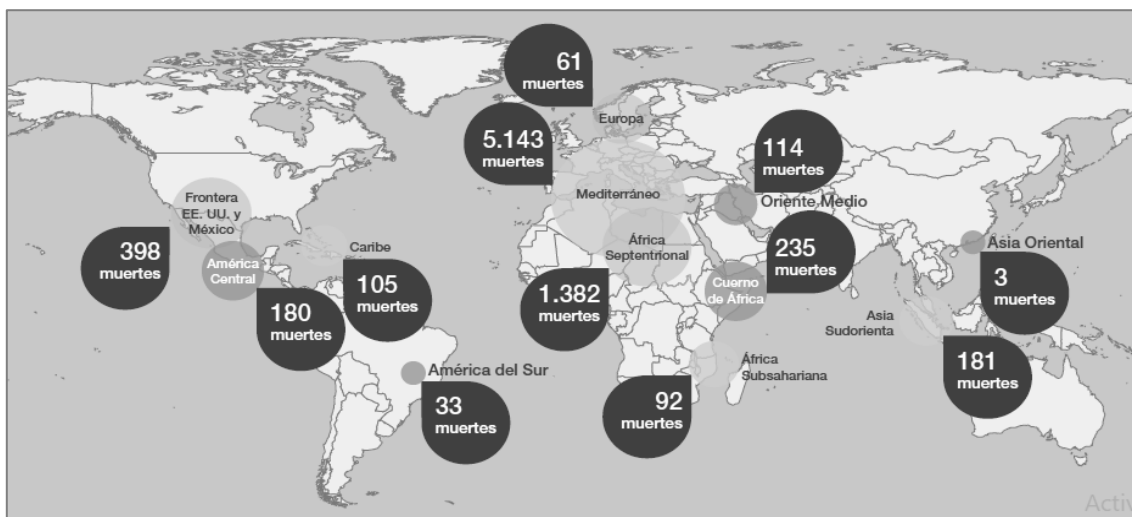 61
muertes
Europa
5.143
muertes
114
muertes
Mediterráneo
Oriente Medio
Frontera
EE. UU. y
México
398
muertes
Caribe
África
Septentrional
235
muertes
Asia Oriental
América
Central
105
muertes
1.382
muertes
Cuerno
de África
3
muertes
180
muertes
Asia
Sudorienta
África
Subsahariana
181
muertes
América del Sur
33
muertes
92
muertes
Activ